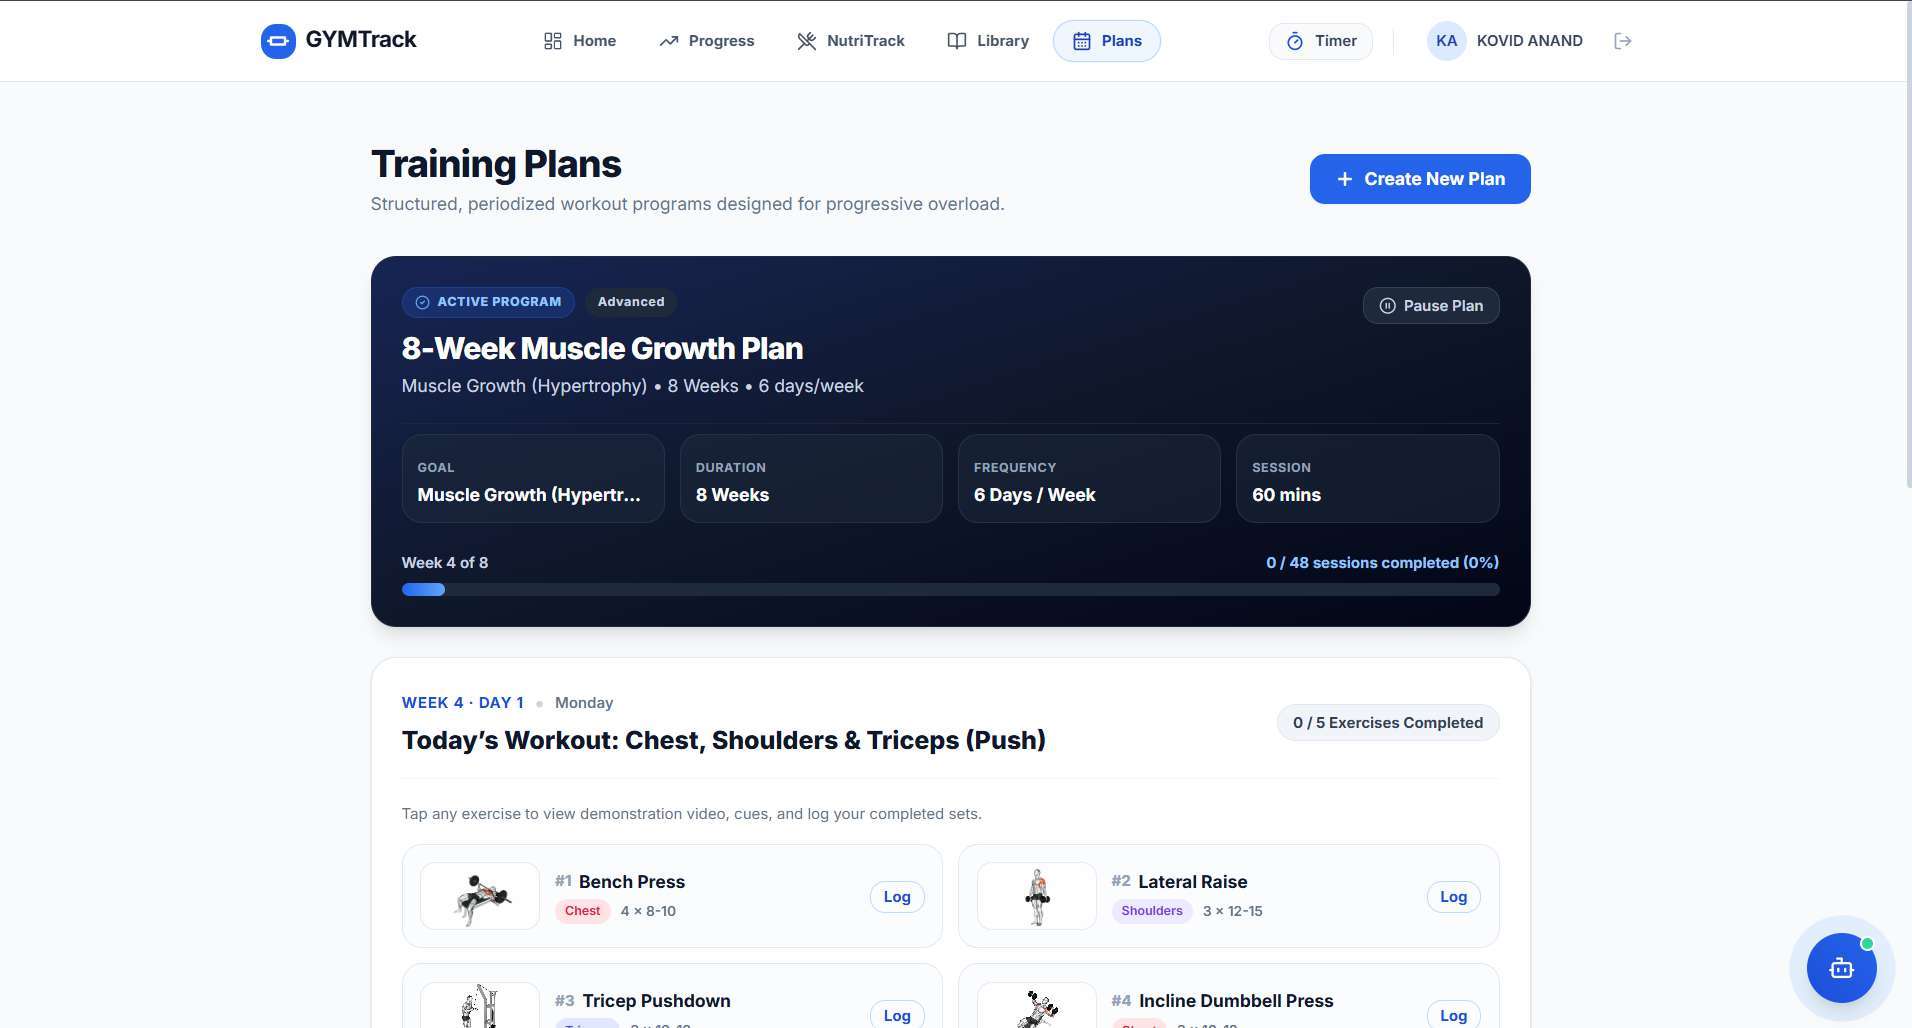 GYMTrack
Home
Progress
NutriTrack
Library
Plans
Timer
KA
KOVID ANAND
Training Plans
Structured, periodized workout programs designed for progressive overload.
+ Create New Plan
ACTIVE PROGRAM
Advanced
Pause Plan
8-Week Muscle Growth Plan
Muscle Growth (Hypertrophy) • 8 Weeks • 6 days/week
GOAL
Muscle Growth (Hypertr...
DURATION
8 Weeks
FREQUENCY
6 Days / Week
SESSION
60 mins
Week 4 of 8
0 / 48 sessions completed (0%)
WEEK 4 · DAY 1 • Monday
Today’s Workout: Chest, Shoulders & Triceps (Push)
0 / 5 Exercises Completed
Tap any exercise to view demonstration video, cues, and log your completed sets.
#1 Bench Press
Chest 4 × 8-10
Log
#2 Lateral Raise
Shoulders 3 × 12-15
Log
#3 Tricep Pushdown
Log
#4 Incline Dumbbell Press
Log